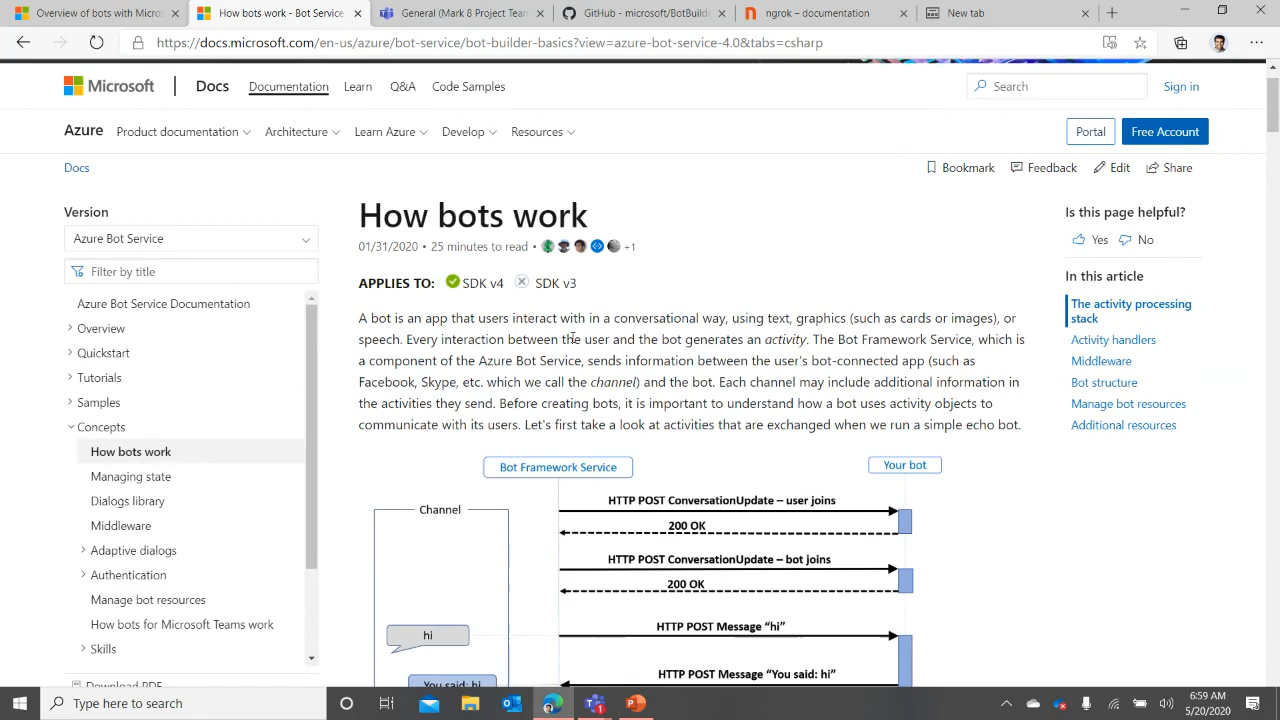 Overview of bots with Microsof
How bots work - Bot Service
General (Mark 8 Project Team
GitHub - microsoft/BotBuild
ngrok – documentation
New tab
https://docs.microsoft.com/en-us/azure/bot-service/bot-builder-basics?view=azure-bot-service-4.0&tabs=csharp
Microsoft
Docs
Documentation
Learn
Q&A
Code Samples
Search
Sign in
Azure
Product documentation
Architecture
Learn Azure
Develop
Resources
Portal
Free Account
Docs
Bookmark
Feedback
Edit
Share
Version
Azure Bot Service
Filter by title
Azure Bot Service Documentation
Overview
Quickstart
Tutorials
Samples
Concepts
How bots work
Managing state
Dialogs library
Middleware
Adaptive dialogs
Authentication
Manage bot resources
How bots for Microsoft Teams work
Skills
Download PDF
How bots work
01/31/2020 • 25 minutes to read • +1
APPLIES TO: SDK v4 SDK v3
A bot is an app that users interact with in a conversational way, using text, graphics (such as cards or images), or
speech. Every interaction between the user and the bot generates an activity. The Bot Framework Service, which is
a component of the Azure Bot Service, sends information between the user's bot-connected app (such as
Facebook, Skype, etc. which we call the channel) and the bot. Each channel may include additional information in
the activities they send. Before creating bots, it is important to understand how a bot uses activity objects to
communicate with its users. Let's first take a look at activities that are exchanged when we run a simple echo bot.
Bot Framework Service
Your bot
Channel
HTTP POST ConversationUpdate – user joins
200 OK
HTTP POST ConversationUpdate – bot joins
200 OK
hi
HTTP POST Message “hi”
HTTP POST Message “You said: hi”
You said: hi
Is this page helpful?
Yes
No
In this article
The activity processing
stack
Activity handlers
Middleware
Bot structure
Manage bot resources
Additional resources
Type here to search
6:59 AM
5/20/2020